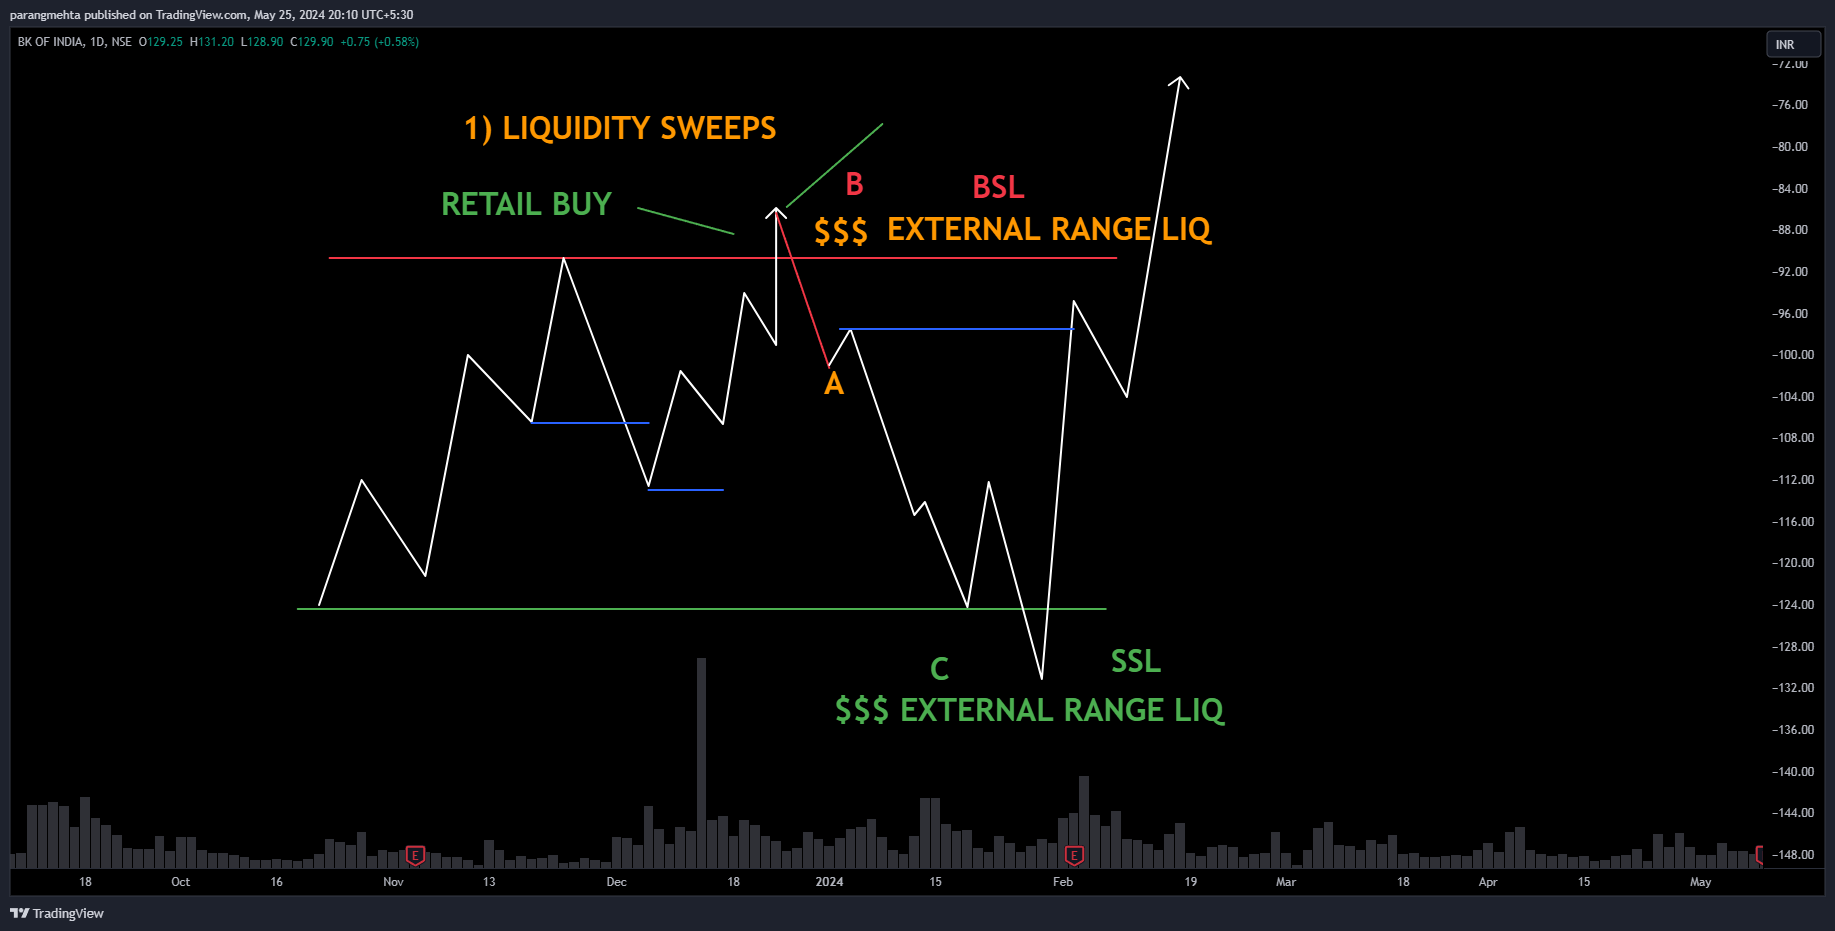 parangmehta published on TradingView.com, May 25, 2024 20:10 UTC+5:30
BK OF INDIA, 1D, NSE O129.25 H131.20 L128.90 C129.90 +0.75 (+0.58%)
INR
−72.00
−76.00
−80.00
−84.00
−88.00
−92.00
−96.00
−100.00
−104.00
−108.00
−112.00
−116.00
−120.00
−124.00
−128.00
−132.00
−136.00
−140.00
−144.00
−148.00
1) LIQUIDITY SWEEPS
RETAIL BUY
B
BSL
$$$ EXTERNAL RANGE LIQ
A
C
SSL
$$$ EXTERNAL RANGE LIQ
E
E
18 Oct 16 Nov 13 Dec 18 2024 15 Feb 19 Mar 18 Apr 15 May
TradingView